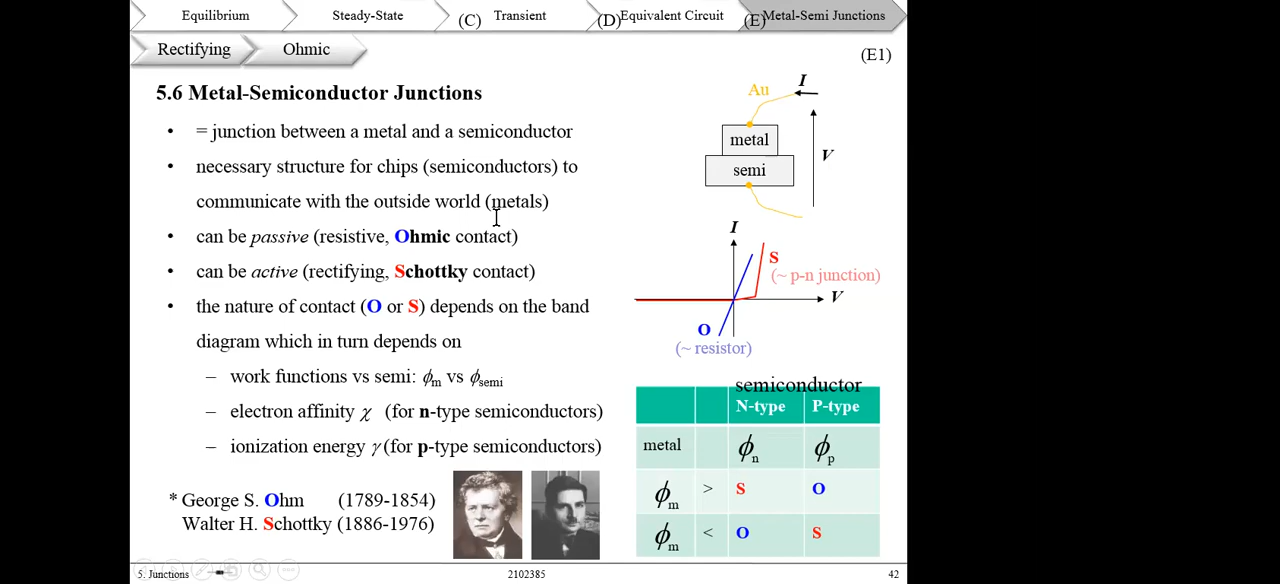 Equilibrium
Steady-State
(C) Transient
(D) Equivalent Circuit
(E) Metal-Semi Junctions
Rectifying
Ohmic
(E1)
5.6 Metal-Semiconductor Junctions
• = junction between a metal and a semiconductor
• necessary structure for chips (semiconductors) to
communicate with the outside world (metals)
• can be passive (resistive, Ohmic contact)
• can be active (rectifying, Schottky contact)
• the nature of contact (O or S) depends on the band
diagram which in turn depends on
– work functions vs semi: ϕm vs ϕsemi
– electron affinity χ (for n-type semiconductors)
– ionization energy γ (for p-type semiconductors)
* George S. Ohm (1789-1854)
Walter H. Schottky (1886-1976)
Au
I
metal
semi
V
I
S
(~ p-n junction)
V
O
(~ resistor)
semiconductor
N-type P-type
metal ϕn ϕp
ϕm > S O
ϕm < O S
5. Junctions
2102385
42